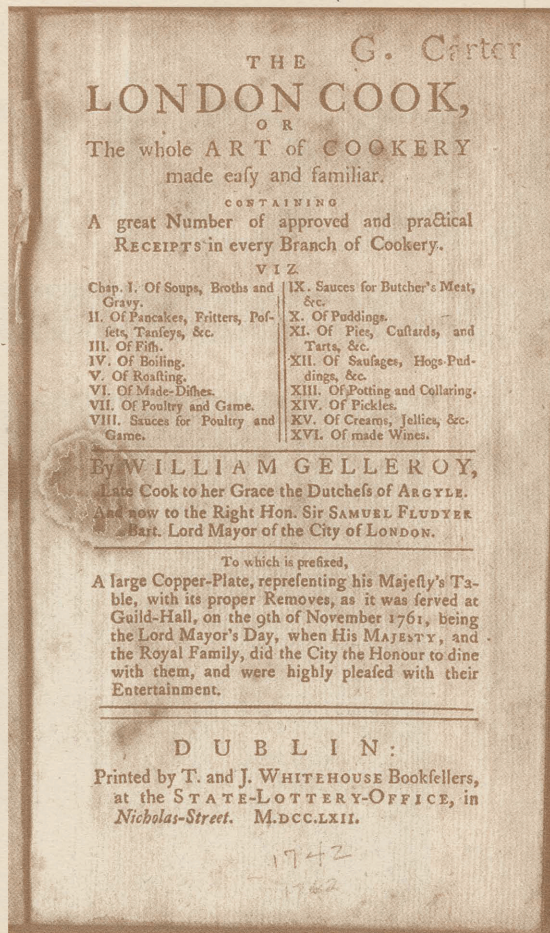 G. Carter
THE
LONDON COOK,
OR
The whole ART of COOKERY
made eaſy and familiar.
CONTAINING
A great Number of approved and practical
RECEIPTS in every Branch of Cookery.
VIZ
Chap. I. Of Soups, Broths and
Gravy.
II. Of Pancakes, Fritters, Poſ-
ſets, Tanſeys, &c.
III. Of Fiſh.
IV. Of Boiling.
V. Of Roaſting.
VI. Of Made-Diſhes.
VII. Of Poultry and Game.
VIII. Sauces for Poultry and
Game.
IX. Sauces for Butcher's Meat,
&c.
X. Of Puddings.
XI. Of Pies, Cuſtards, and
Tarts, &c.
XII. Of Sauſages, Hogs-Pud-
dings, &c.
XIII. Of Potting and Collaring.
XIV. Of Pickles.
XV. Of Creams, Jellies, &c.
XVI. Of made Wines.
By WILLIAM GELLEROY,
Late Cook to her Grace the Dutcheſs of ARGYLE.
And now to the Right Hon. Sir SAMUEL FLUDYER
Bart. Lord Mayor of the City of LONDON.
To which is prefixed,
A large Copper-Plate, repreſenting his Majeſty's Ta-
ble, with its proper Removes, as it was ſerved at
Guild-Hall, on the 9th of November 1761, being
the Lord Mayor's Day, when His MAJESTY, and
the Royal Family, did the City the Honour to dine
with them, and were highly pleaſed with their
Entertainment.
DUBLIN:
Printed by T. and J. WHITEHOUSE Bookſellers,
at the STATE-LOTTERY-OFFICE, in
Nicholas-Street. M.DCC.LXII.
1742